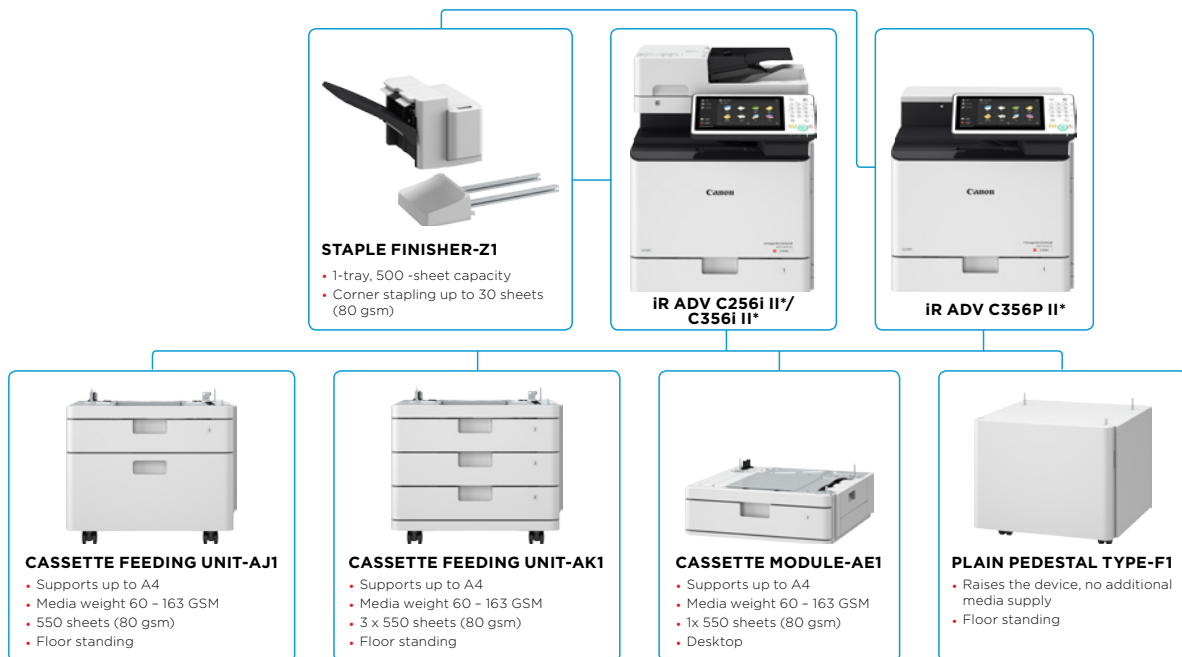 Canon
Canon
STAPLE FINISHER-Z1
• 1-tray, 500 -sheet capacity
• Corner stapling up to 30 sheets
(80 gsm)
iR ADV C256i II*/
C356i II*
iR ADV C356P II*
CASSETTE FEEDING UNIT-AJ1
• Supports up to A4
• Media weight 60 – 163 GSM
• 550 sheets (80 gsm)
• Floor standing
CASSETTE FEEDING UNIT-AK1
• Supports up to A4
• Media weight 60 – 163 GSM
• 3 x 550 sheets (80 gsm)
• Floor standing
CASSETTE MODULE-AE1
• Supports up to A4
• Media weight 60 – 163 GSM
• 1x 550 sheets (80 gsm)
• Desktop
PLAIN PEDESTAL TYPE-F1
• Raises the device, no additional
media supply
• Floor standing